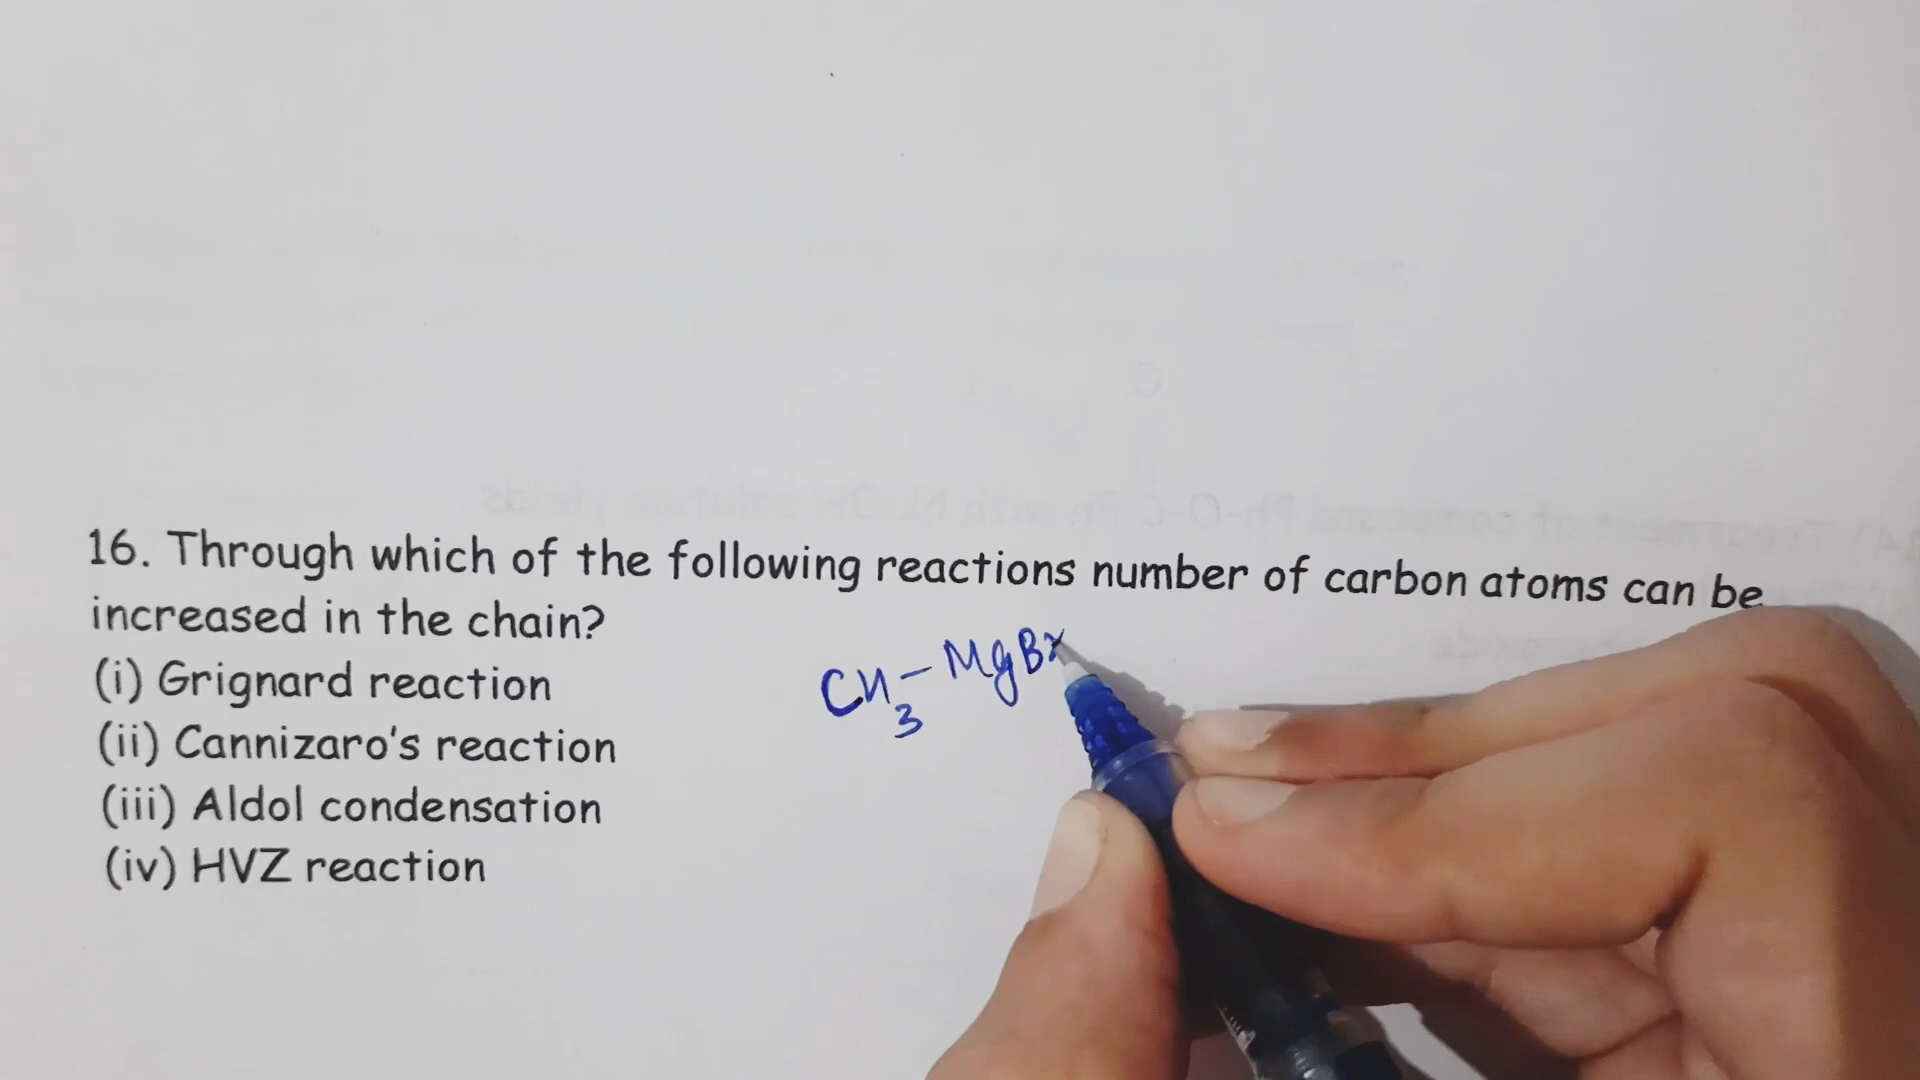 16. Through which of the following reactions number of carbon atoms can be
increased in the chain?
CH3-MgBr
(i) Grignard reaction
(ii) Cannizaro's reaction
(iii) Aldol condensation
(iv) HVZ reaction